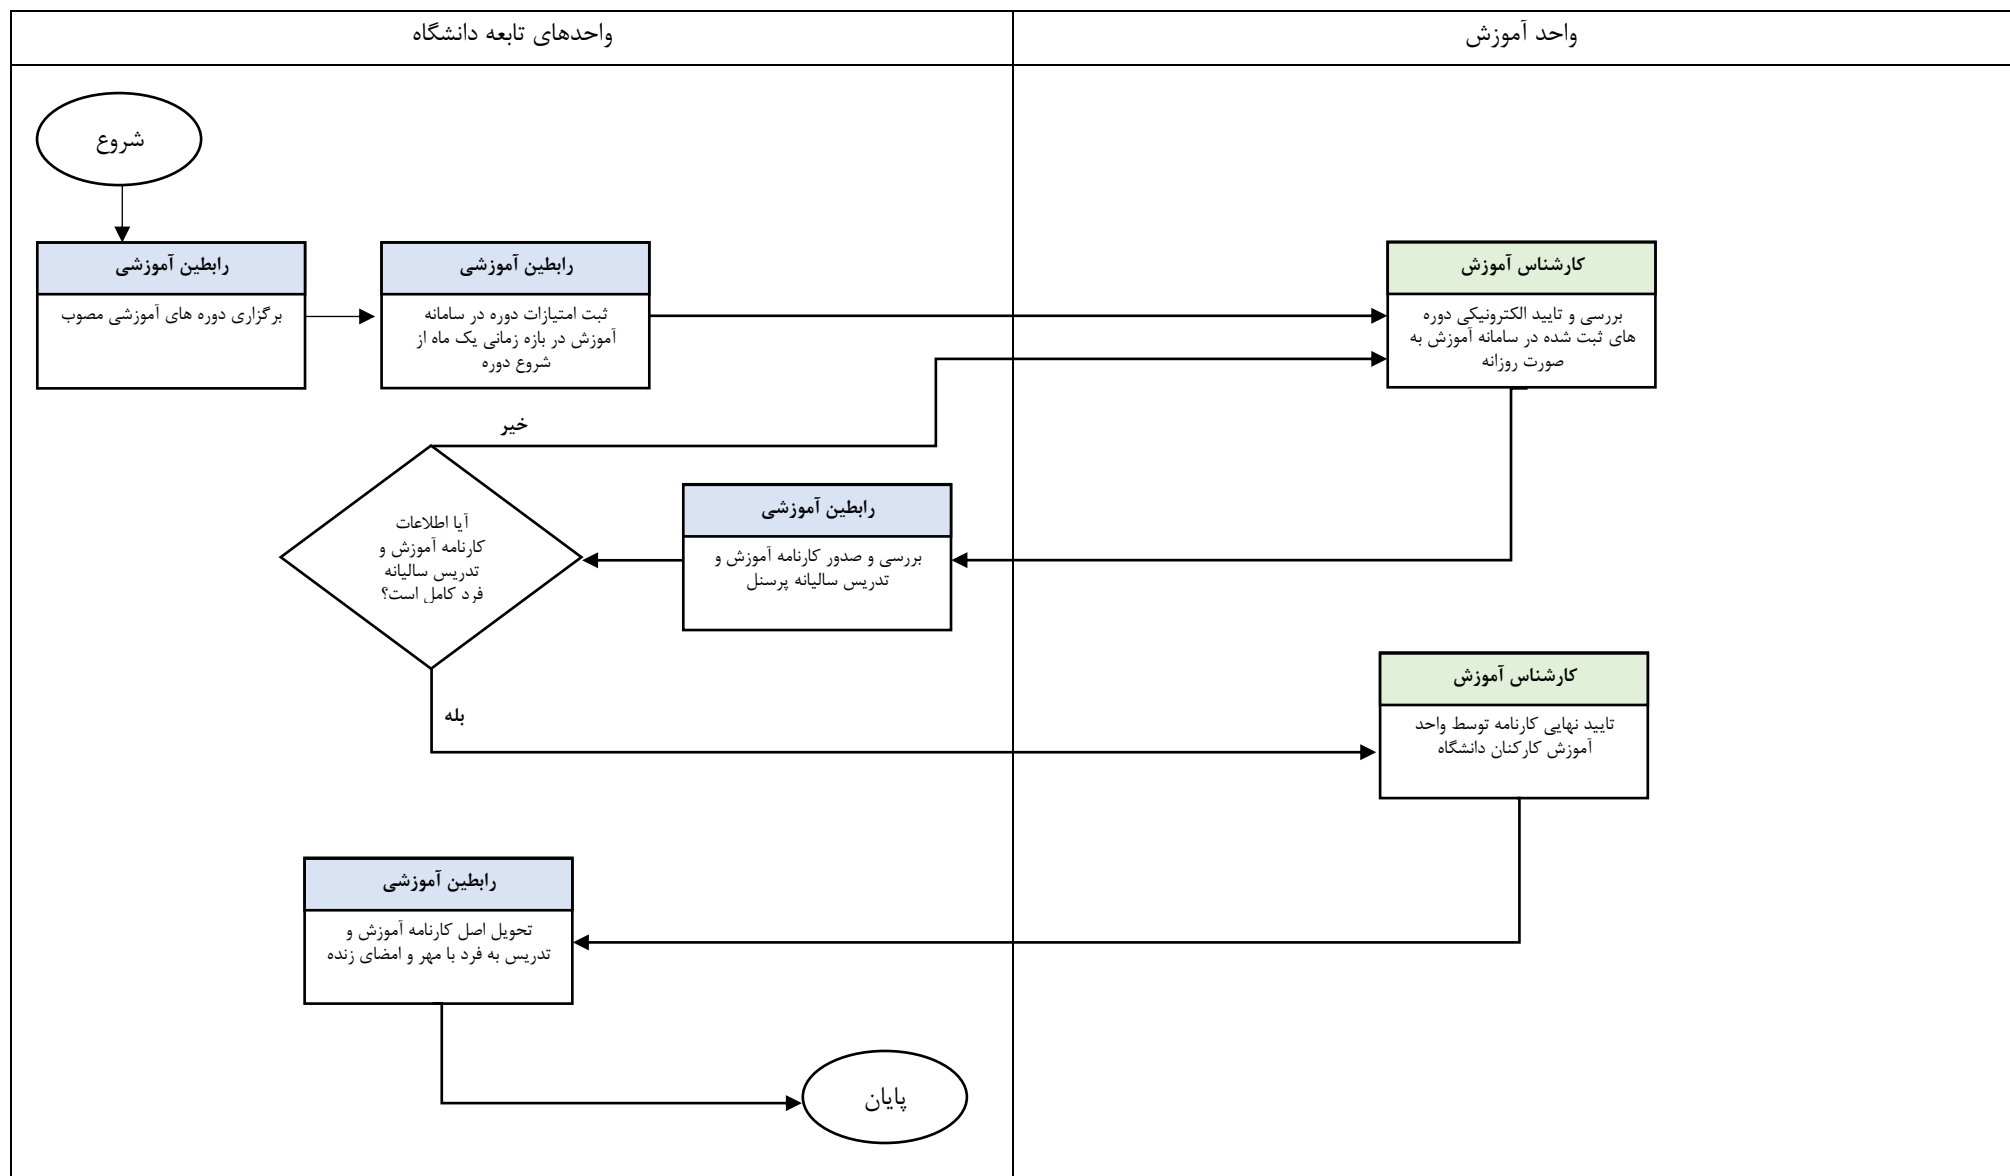 واحدهای تابعه دانشگاه
واحد آموزش
شروع
رابطین آموزشی
برگزاری دوره های آموزشی مصوب
رابطین آموزشی
ثبت امتیازات دوره در سامانه
آموزش در بازه زمانی یک ماه از
شروع دوره
کارشناس آموزش
بررسی و تایید الکترونیکی دوره
های ثبت شده در سامانه آموزش به
صورت روزانه
خیر
رابطین آموزشی
بررسی و صدور کارنامه آموزش و
تدریس سالیانه پرسنل
آیا اطلاعات
کارنامه آموزش و
تدریس سالیانه
فرد کامل است؟
بله
کارشناس آموزش
تایید نهایی کارنامه توسط واحد
آموزش کارکنان دانشگاه
رابطین آموزشی
تحویل اصل کارنامه آموزش و
تدریس به فرد با مهر و امضای زنده
پایان